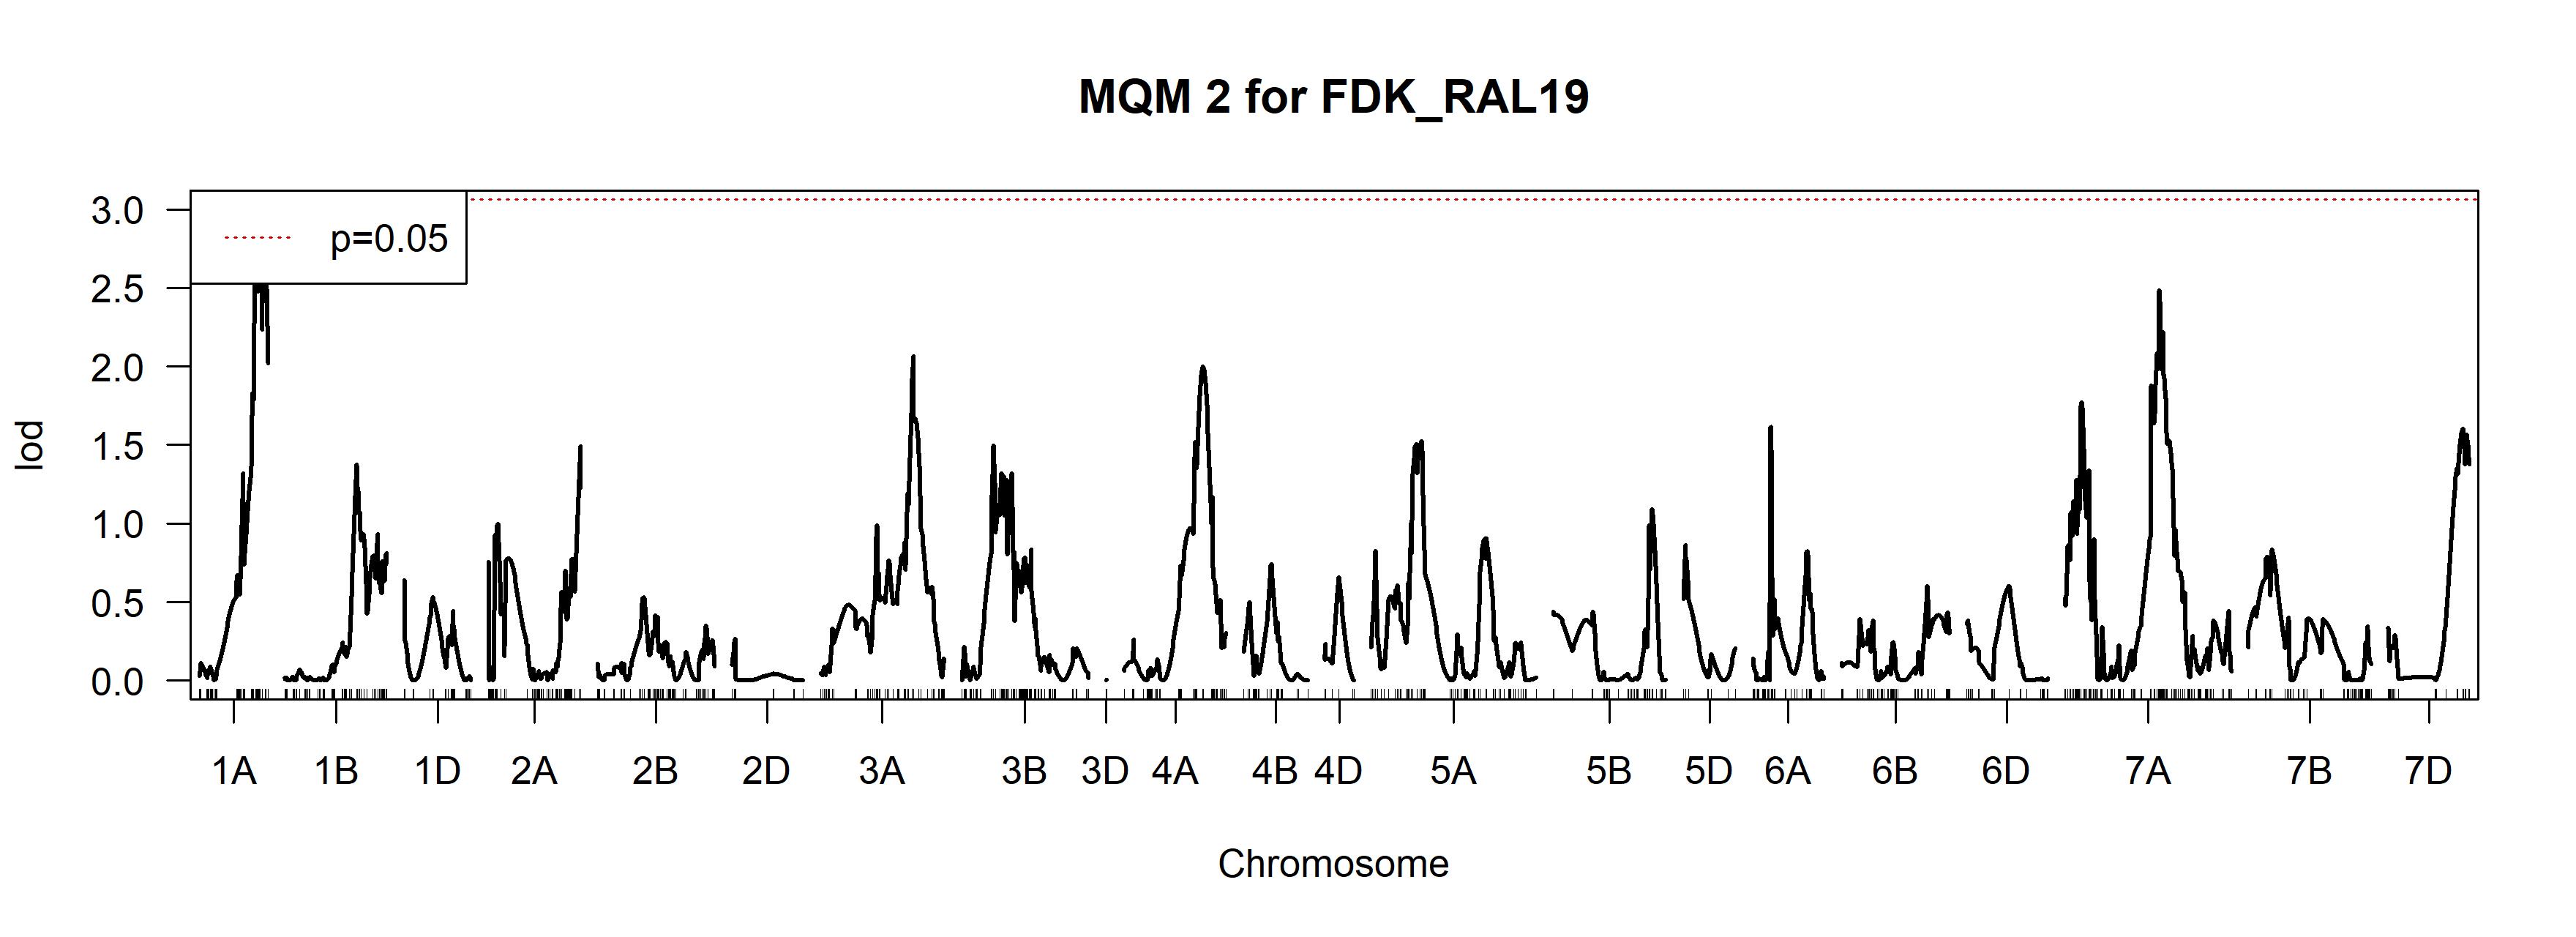 MQM 2 for FDK_RAL19
3.0
2.5
2.0
1.5
1.0
0.5
0.0
lod
p=0.05
1A 1B 1D 2A 2B 2D 3A 3B 3D 4A 4B 4D 5A 5B 5D 6A 6B 6D 7A 7B 7D
Chromosome